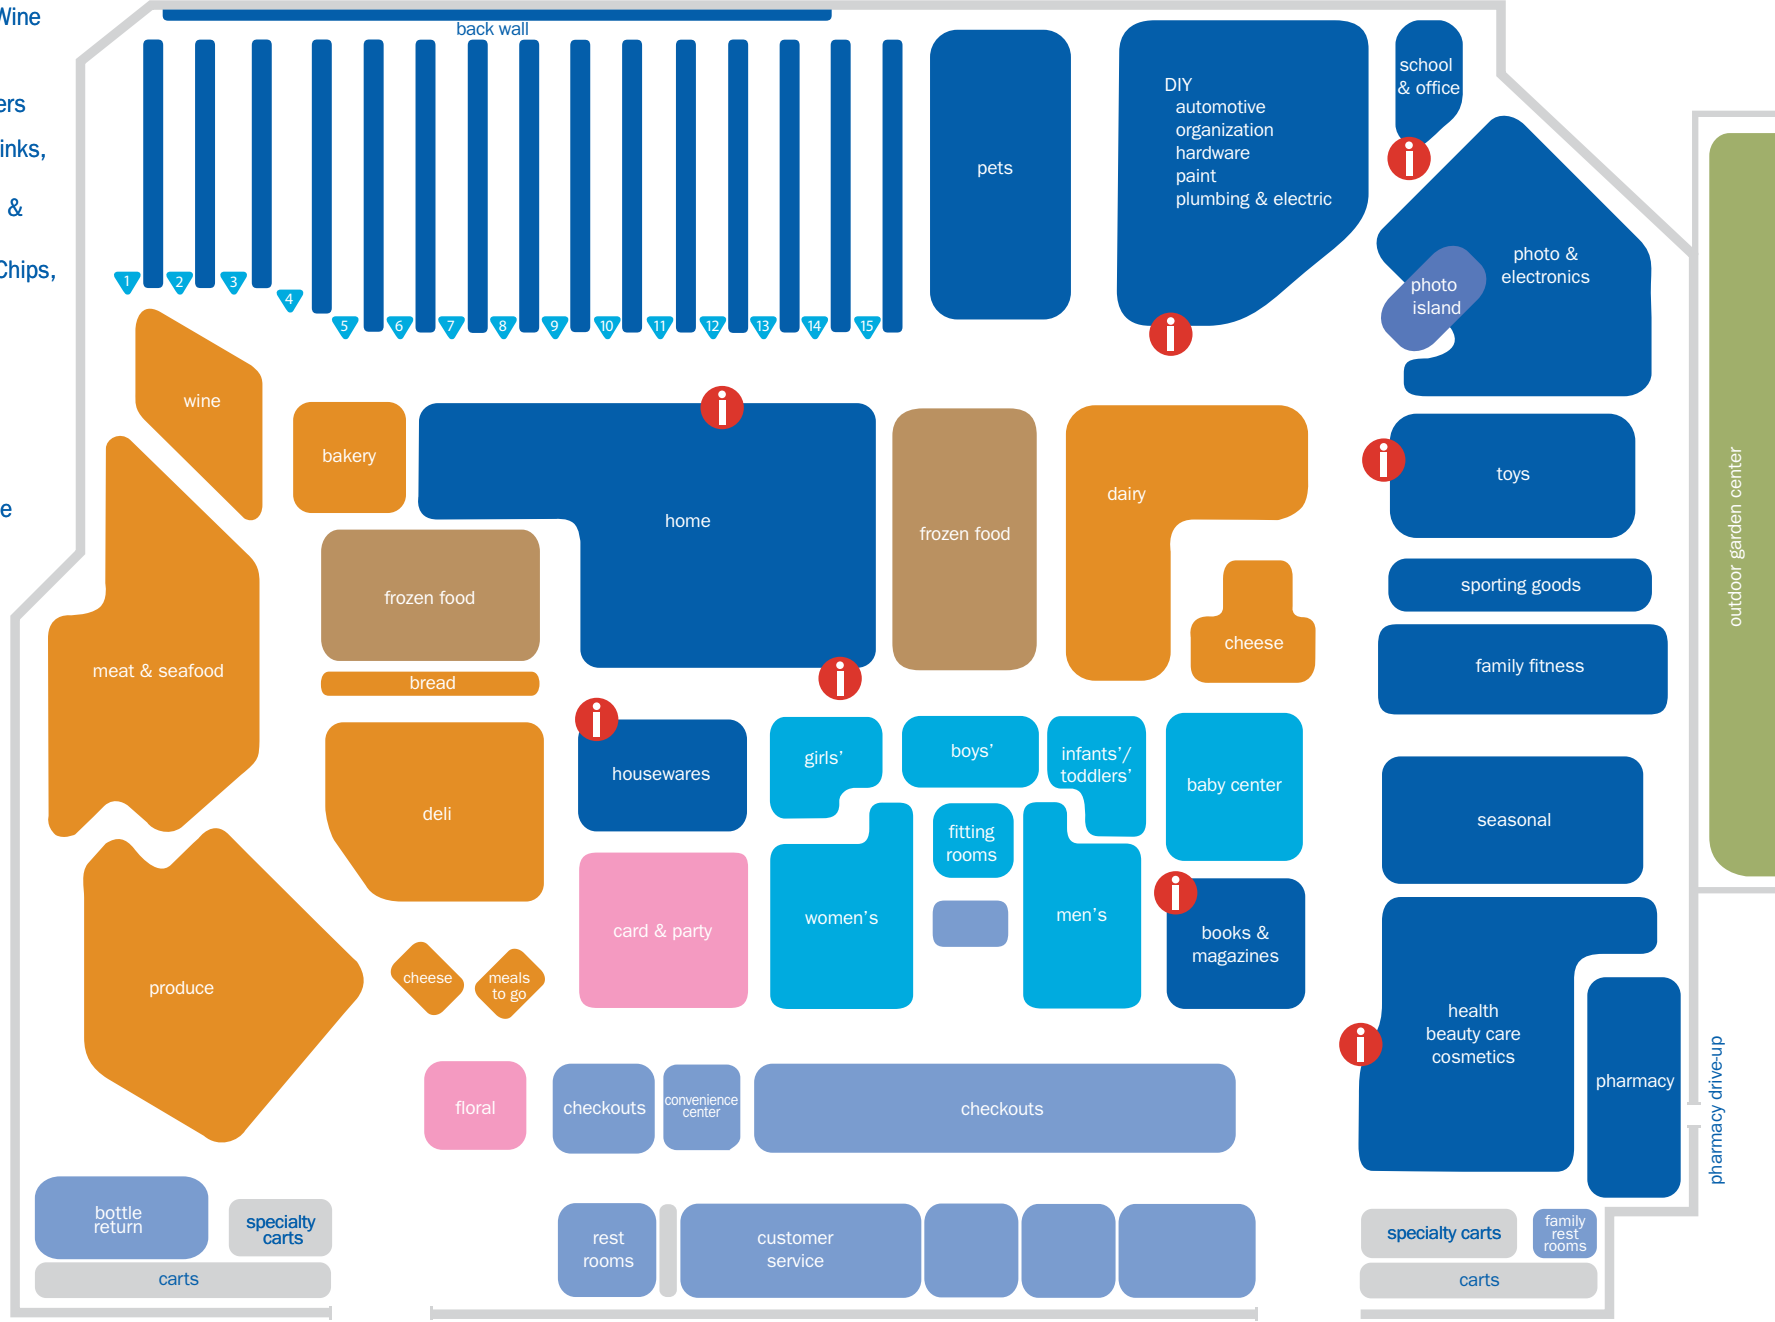 Wine
ers
inks,
&
Chips,
e
back wall
1
2
3
4
5
6
7
8
9
10
11
12
13
14
15
pets
DIY
automotive
organization
hardware
paint
plumbing & electric
school
& office
photo &
electronics
photo
island
wine
bakery
home
frozen food
dairy
toys
outdoor garden center
sporting goods
cheese
family fitness
meat & seafood
frozen food
bread
deli
housewares
girls'
boys'
infants'/
toddlers'
baby center
seasonal
fitting
rooms
women's
men's
card & party
books &
magazines
produce
cheese
meals
to go
health
beauty care
cosmetics
pharmacy
pharmacy drive-up
floral
checkouts
convenience
center
checkouts
bottle
return
specialty
carts
carts
rest
rooms
customer
service
specialty carts
family
rest
rooms
carts